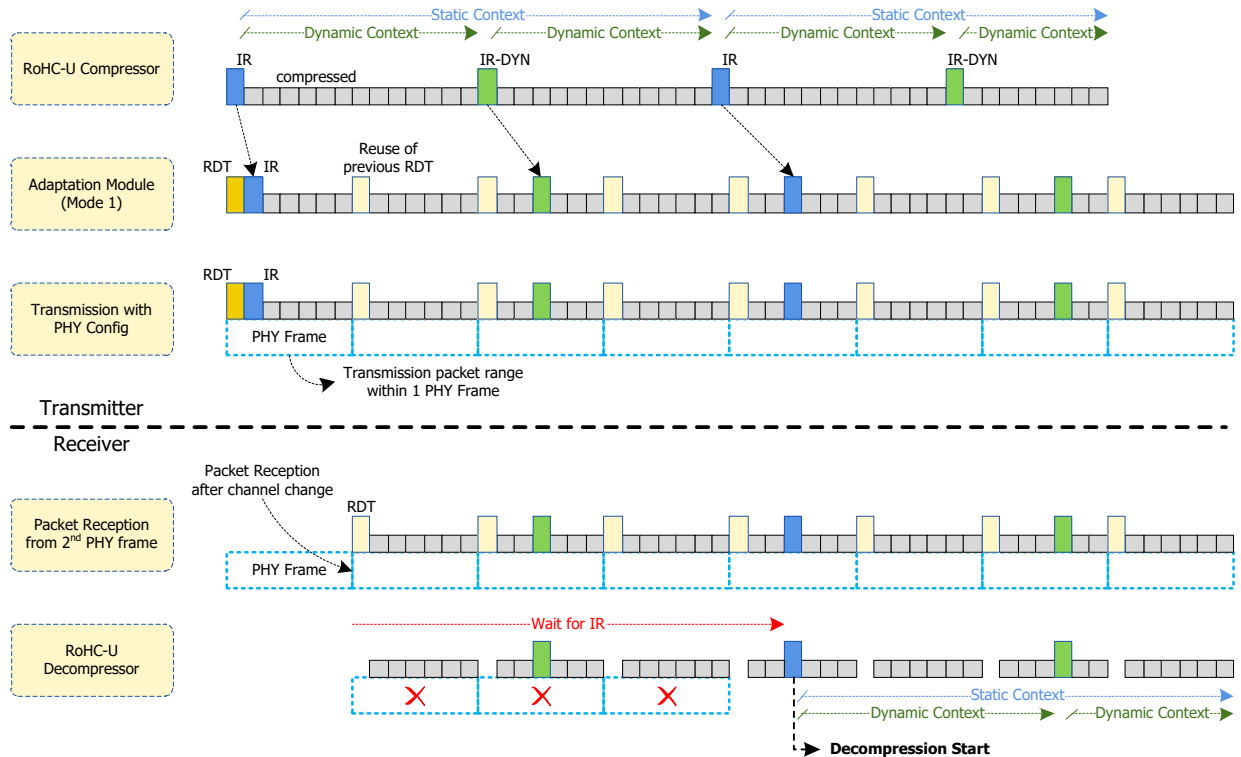 Static Context
Static Context
Dynamic Context
Dynamic Context
Dynamic Context
Dynamic Context
RoHC-U Compressor
IR
compressed
IR-DYN
IR
IR-DYN
Adaptation Module
(Mode 1)
RDT
IR
Reuse of
previous RDT
Transmission with
PHY Config
RDT
IR
PHY Frame
Transmission packet range
within 1 PHY Frame
Transmitter
Receiver
Packet Reception
after channel change
Packet Reception
from 2nd PHY frame
RDT
PHY Frame
RoHC-U
Decompressor
Wait for IR
Static Context
Dynamic Context
Dynamic Context
Decompression Start